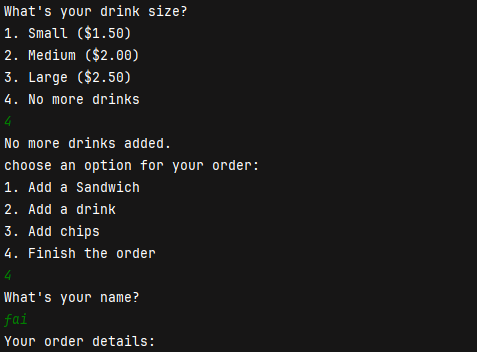 What's your drink size?
1. Small ($1.50)
2. Medium ($2.00)
3. Large ($2.50)
4. No more drinks
4
No more drinks added.
choose an option for your order:
1. Add a Sandwich
2. Add a drink
3. Add chips
4. Finish the order
4
What's your name?
fai
Your order details: